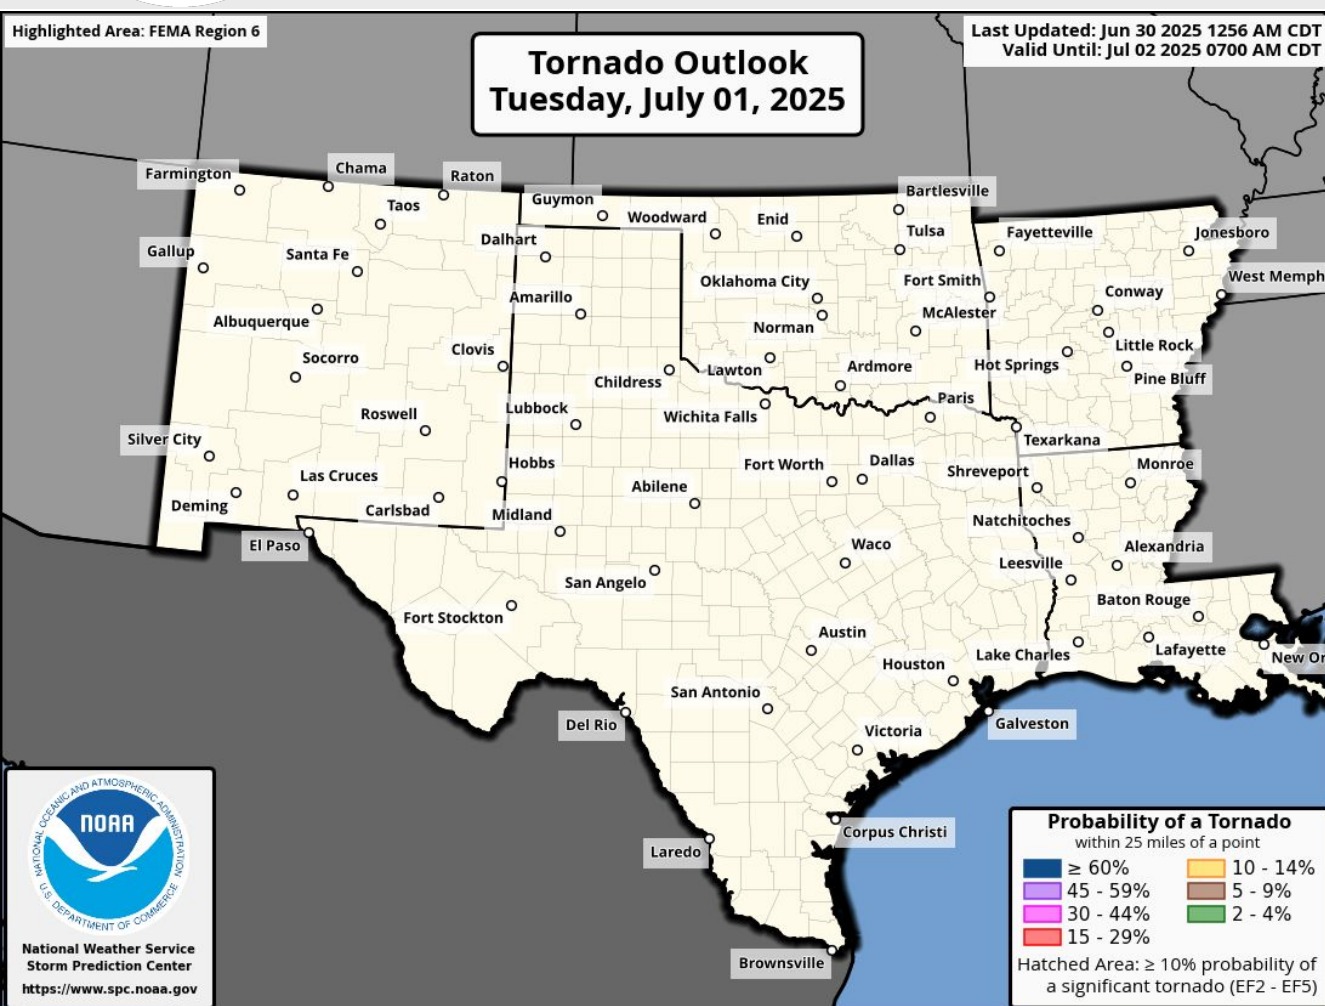 Highlighted Area: FEMA Region 6
Last Updated: Jun 30 2025 1256 AM CDT
Valid Until: Jul 02 2025 0700 AM CDT
Tornado Outlook
Tuesday, July 01, 2025
Farmington
Chama
Raton
Taos
Guymon
Woodward
Enid
Bartlesville
Tulsa
Fayetteville
Jonesboro
Gallup
Santa Fe
Dalhart
Oklahoma City
Fort Smith
West Memph
Amarillo
Conway
Albuquerque
Norman
McAlester
Little Rock
Socorro
Clovis
Childress
Lawton
Ardmore
Hot Springs
Pine Bluff
Roswell
Lubbock
Wichita Falls
Paris
Silver City
Texarkana
Las Cruces
Hobbs
Abilene
Fort Worth
Dallas
Shreveport
Monroe
Deming
Carlsbad
Midland
Natchitoches
El Paso
Waco
Alexandria
San Angelo
Leesville
Fort Stockton
Baton Rouge
Austin
Houston
Lake Charles
Lafayette
New Or
San Antonio
Del Rio
Galveston
Victoria
Corpus Christi
Laredo
Brownsville
NATIONAL OCEANIC AND ATMOSPHERIC ADMINISTRATION
NOAA
U.S. DEPARTMENT OF COMMERCE
National Weather Service
Storm Prediction Center
https://www.spc.noaa.gov
Probability of a Tornado
within 25 miles of a point
≥ 60%
45 - 59%
30 - 44%
15 - 29%
10 - 14%
5 - 9%
2 - 4%
Hatched Area: ≥ 10% probability of
a significant tornado (EF2 - EF5)